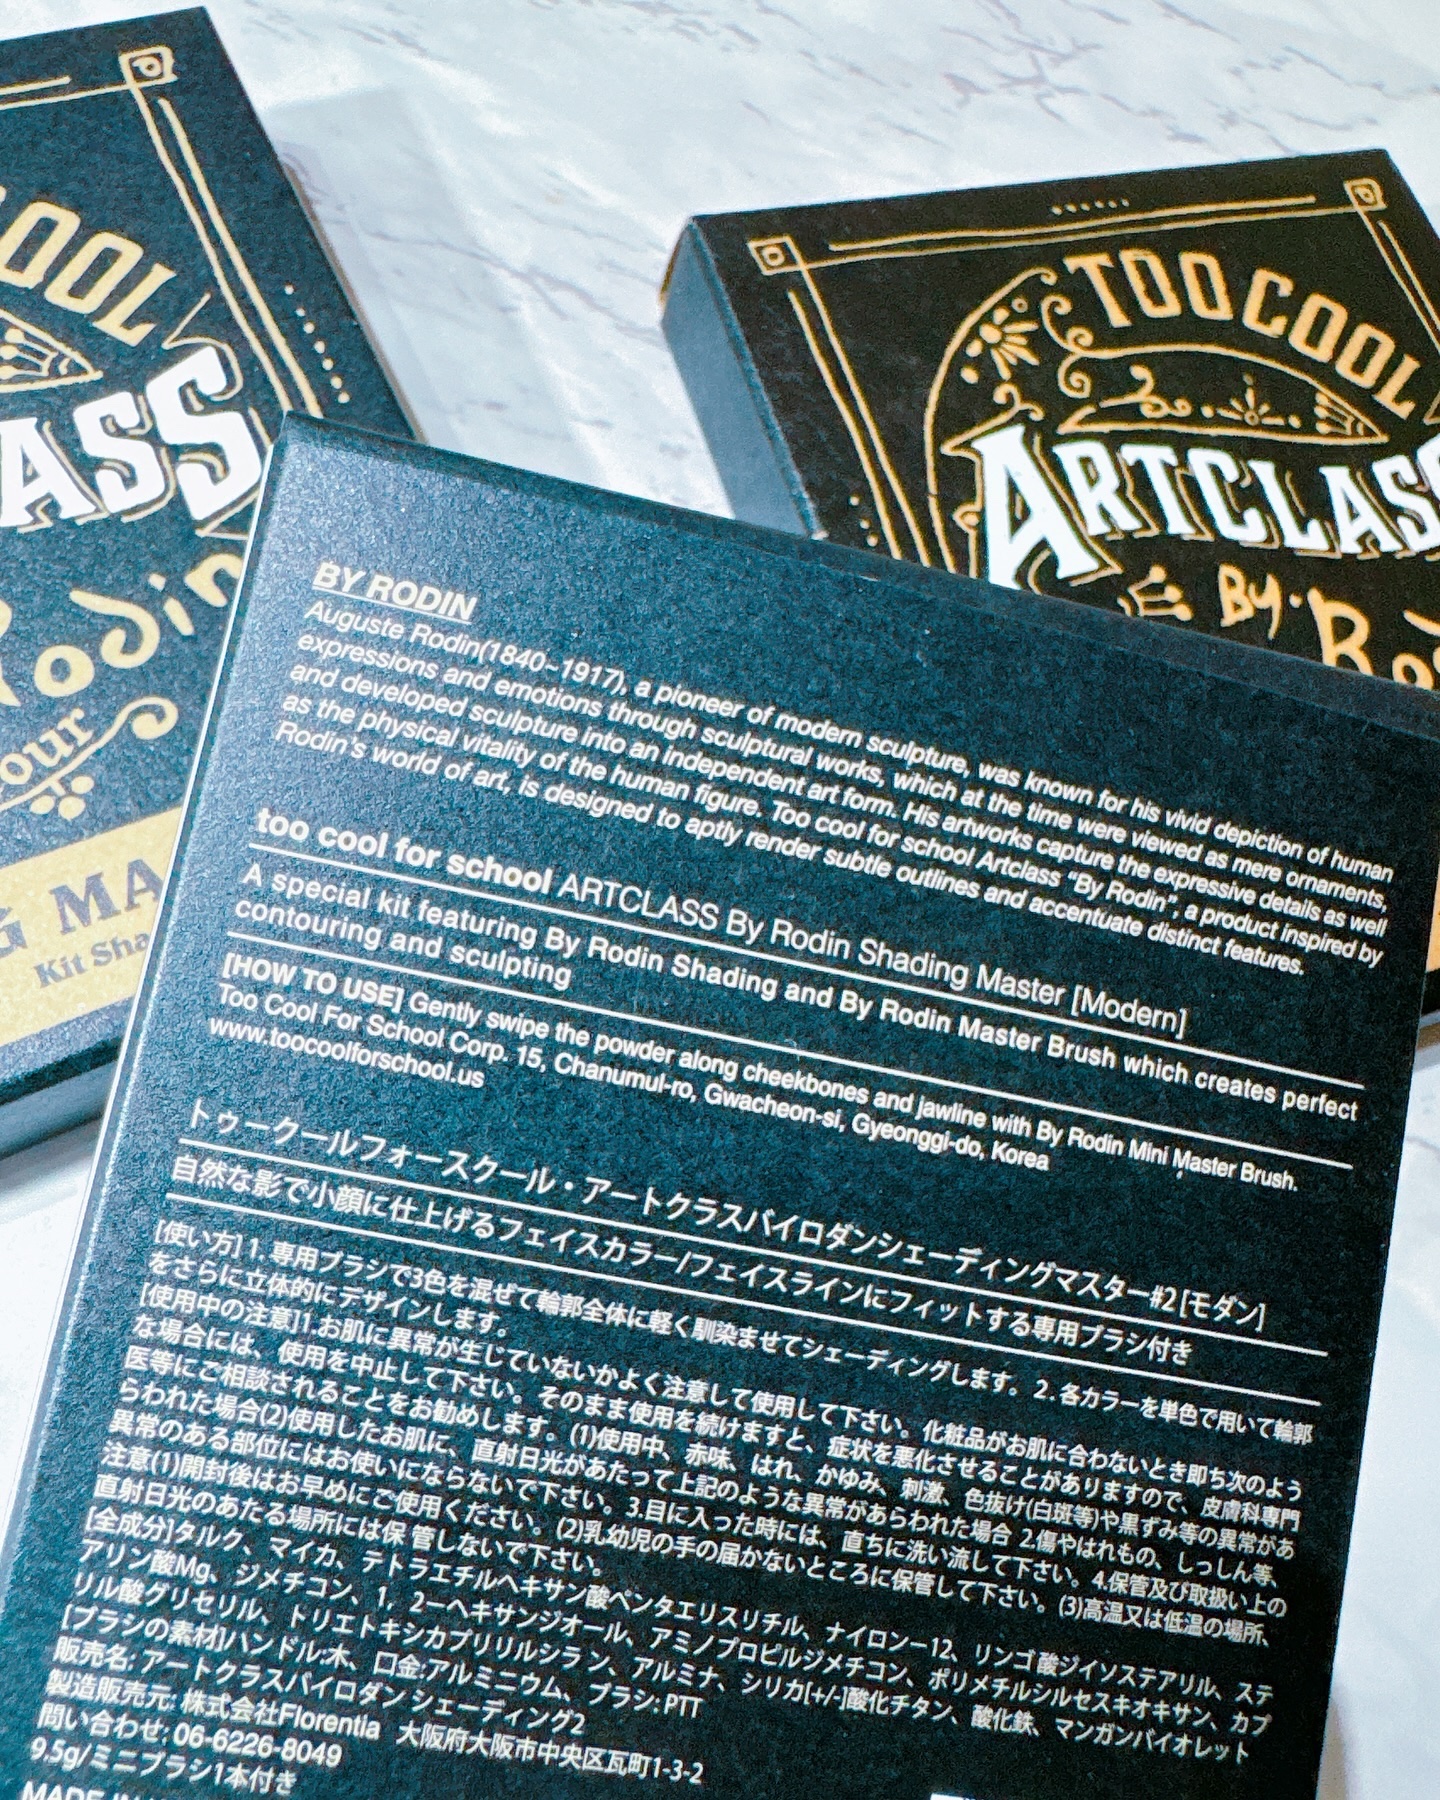 COOL
ASS
Rodin
our
G MA
Kit Sha
TOO COOL
ARTCLASS
By Ro
BY RODIN
Auguste Rodin(1840~1917), a pioneer of modern sculpture, was known for his vivid depiction of human
expressions and emotions through sculptural works, which at the time were viewed as mere ornaments,
and developed sculpture into an independent art form. His artworks capture the expressive details as well
as the physical vitality of the human figure. Too cool for school Artclass “By Rodin”, a product inspired by
Rodin’s world of art, is designed to aptly render subtle outlines and accentuate distinct features.
too cool for school ARTCLASS By Rodin Shading Master [Modern]
A special kit featuring By Rodin Shading and By Rodin Master Brush which creates perfect
contouring and sculpting
[HOW TO USE] Gently swipe the powder along cheekbones and jawline with By Rodin Mini Master Brush.
Too Cool For School Corp. 15, Chanumul-ro, Gwacheon-si, Gyeonggi-do, Korea
www.toocoolforschool.us
トゥークールフォースクール・アートクラスバイロダンシェーディングマスター#2 [モダン]
自然な影で小顔に仕上げるフェイスカラー/フェイスラインにフィットする専用ブラシ付き
[使い方] 1. 専用ブラシで3色を混ぜて輪郭全体に軽く馴染ませてシェーディングします。 2. 各カラーを単色で用いて輪郭
をさらに立体的にデザインします。
[使用中の注意]1.お肌に異常が生じていないかよく注意して使用して下さい。化粧品がお肌に合わないとき即ち次のよう
な場合には、使用を中止して下さい。そのまま使用を続けますと、症状を悪化させることがありますので、皮膚科専門
医等にご相談されることをお勧めします。(1)使用中、赤味、はれ、かゆみ、刺激、色抜け(白斑等)や黒ずみ等の異常があ
らわれた場合(2)使用したお肌に、直射日光があたって上記のような異常があらわれた場合 2.傷やはれもの、しっしん等、
異常のある部位にはお使いにならないで下さい。3.目に入った時には、直ちに洗い流して下さい。4.保管及び取扱い上の
注意(1)開封後はお早めにご使用ください。(2)乳幼児の手の届かないところに保管して下さい。(3)高温又は低温の場所、
直射日光のあたる場所には保 管しないで下さい。
[全成分]タルク、マイカ、テトラエチルヘキサン酸ペンタエリスリチル、ナイロンー12、リンゴ酸ジイソステアリル、ステ
アリン酸Mg、ジメチコン、1, 2ーヘキサンジオール、アミノプロピルジメチコン、ポリメチルシルセスキオキサン、カプ
リル酸グリセリル、トリエトキシカプリリルシラン、アルミナ、シリカ[+/-]酸化チタン、酸化鉄、マンガンバイオレット
[ブラシの素材]ハンドル:木、口金:アルミニウム、ブラシ: PTT
販売名: アートクラスバイロダン シェーディング2
製造販売元: 株式会社Florentia 大阪府大阪市中央区瓦町1-3-2
問い合わせ: 06-6226-8049
9.5g/ミニブラシ1本付き
MADE IN